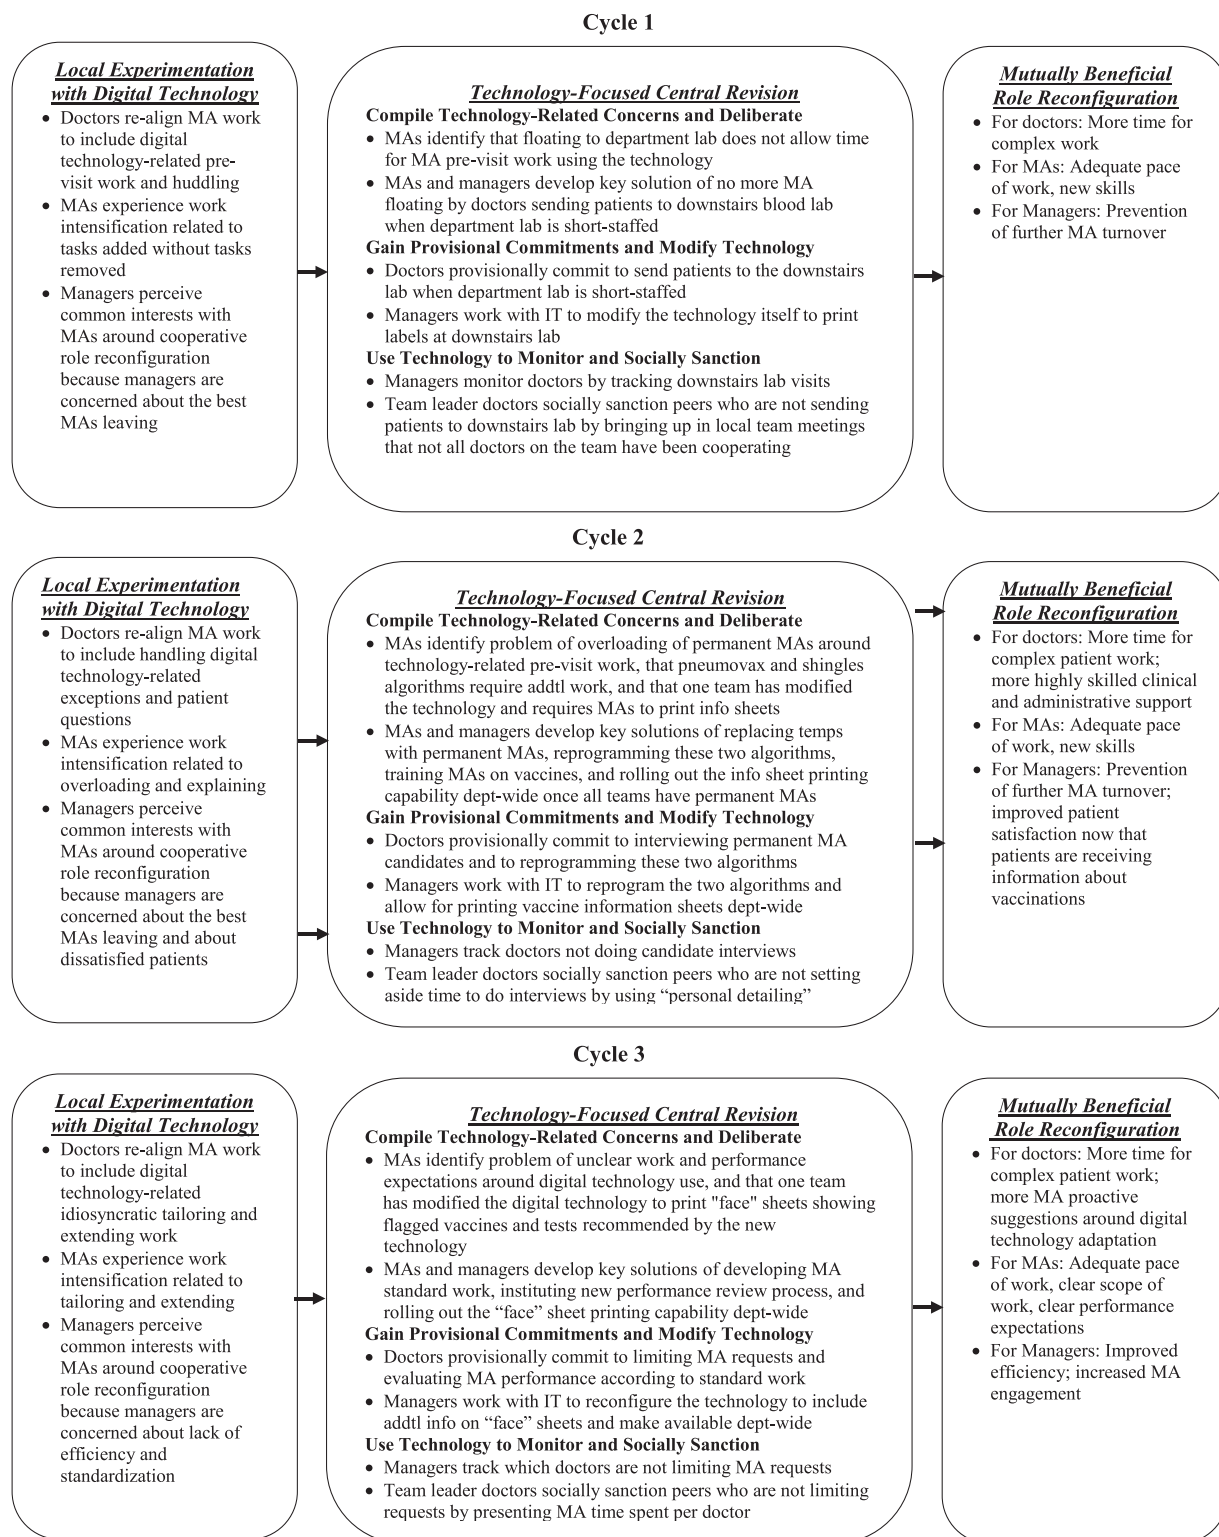 Cycle 1
Local Experimentation
with Digital Technology
• Doctors re-align MA work
to include digital
technology-related pre-
visit work and huddling
• MAs experience work
intensification related to
tasks added without tasks
removed
• Managers perceive
common interests with
MAs around cooperative
role reconfiguration
because managers are
concerned about the best
MAs leaving
Technology-Focused Central Revision
Compile Technology-Related Concerns and Deliberate
• MAs identify that floating to department lab does not allow time
for MA pre-visit work using the technology
• MAs and managers develop key solution of no more MA
floating by doctors sending patients to downstairs blood lab
when department lab is short-staffed
Gain Provisional Commitments and Modify Technology
• Doctors provisionally commit to send patients to the downstairs
lab when department lab is short-staffed
• Managers work with IT to modify the technology itself to print
labels at downstairs lab
Use Technology to Monitor and Socially Sanction
• Managers monitor doctors by tracking downstairs lab visits
• Team leader doctors socially sanction peers who are not sending
patients to downstairs lab by bringing up in local team meetings
that not all doctors on the team have been cooperating
Mutually Beneficial
Role Reconfiguration
• For doctors: More time for
complex work
• For MAs: Adequate pace
of work, new skills
• For Managers: Prevention
of further MA turnover
Cycle 2
Local Experimentation
with Digital Technology
• Doctors re-align MA work
to include handling digital
technology-related
exceptions and patient
questions
• MAs experience work
intensification related to
overloading and explaining
• Managers perceive
common interests with
MAs around cooperative
role reconfiguration
because managers are
concerned about the best
MAs leaving and about
dissatisfied patients
Technology-Focused Central Revision
Compile Technology-Related Concerns and Deliberate
• MAs identify problem of overloading of permanent MAs around
technology-related pre-visit work, that pneumovax and shingles
algorithms require addtl work, and that one team has modified
the technology and requires MAs to print info sheets
• MAs and managers develop key solutions of replacing temps
with permanent MAs, reprogramming these two algorithms,
training MAs on vaccines, and rolling out the info sheet printing
capability dept-wide once all teams have permanent MAs
Gain Provisional Commitments and Modify Technology
• Doctors provisionally commit to interviewing permanent MA
candidates and to reprogramming these two algorithms
• Managers work with IT to reprogram the two algorithms and
allow for printing vaccine information sheets dept-wide
Use Technology to Monitor and Socially Sanction
• Managers track doctors not doing candidate interviews
• Team leader doctors socially sanction peers who are not setting
aside time to do interviews by using “personal detailing”
Mutually Beneficial
Role Reconfiguration
• For doctors: More time for
complex patient work;
more highly skilled clinical
and administrative support
• For MAs: Adequate pace
of work, new skills
• For Managers: Prevention
of further MA turnover;
improved patient
satisfaction now that
patients are receiving
information about
vaccinations
Cycle 3
Local Experimentation
with Digital Technology
• Doctors re-align MA work
to include digital
technology-related
idiosyncratic tailoring and
extending work
• MAs experience work
intensification related to
tailoring and extending
• Managers perceive
common interests with
MAs around cooperative
role reconfiguration
because managers are
concerned about lack of
efficiency and
standardization
Technology-Focused Central Revision
Compile Technology-Related Concerns and Deliberate
• MAs identify problem of unclear work and performance
expectations around digital technology use, and that one team
has modified the digital technology to print "face" sheets showing
flagged vaccines and tests recommended by the new
technology
• MAs and managers develop key solutions of developing MA
standard work, instituting new performance review process, and
rolling out the “face” sheet printing capability dept-wide
Gain Provisional Commitments and Modify Technology
• Doctors provisionally commit to limiting MA requests and
evaluating MA performance according to standard work
• Managers work with IT to reconfigure the technology to include
addtl info on “face” sheets and make available dept-wide
Use Technology to Monitor and Socially Sanction
• Managers track which doctors are not limiting MA requests
• Team leader doctors socially sanction peers who are not limiting
requests by presenting MA time spent per doctor
Mutually Beneficial
Role Reconfiguration
• For doctors: More time for
complex patient work;
more MA proactive
suggestions around digital
technology adaptation
• For MAs: Adequate pace
of work, clear scope of
work, clear performance
expectations
• For Managers: Improved
efficiency; increased MA
engagement